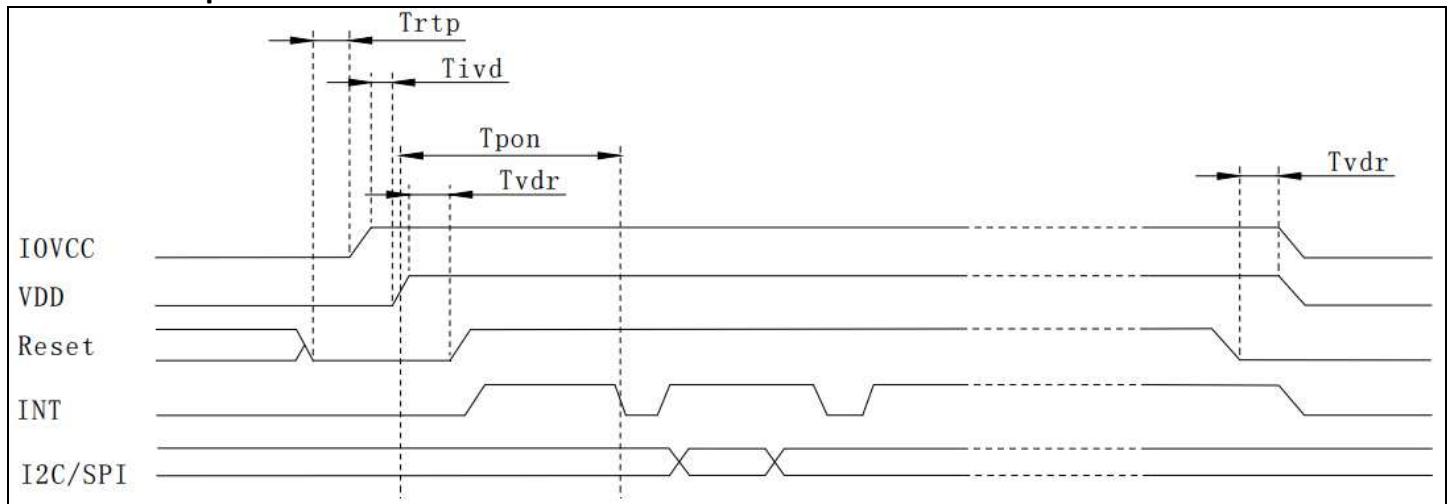 Trtp
Tivd
Tpon
Tvdr
Tvdr
IOVCC
VDD
Reset
INT
I2C/SPI